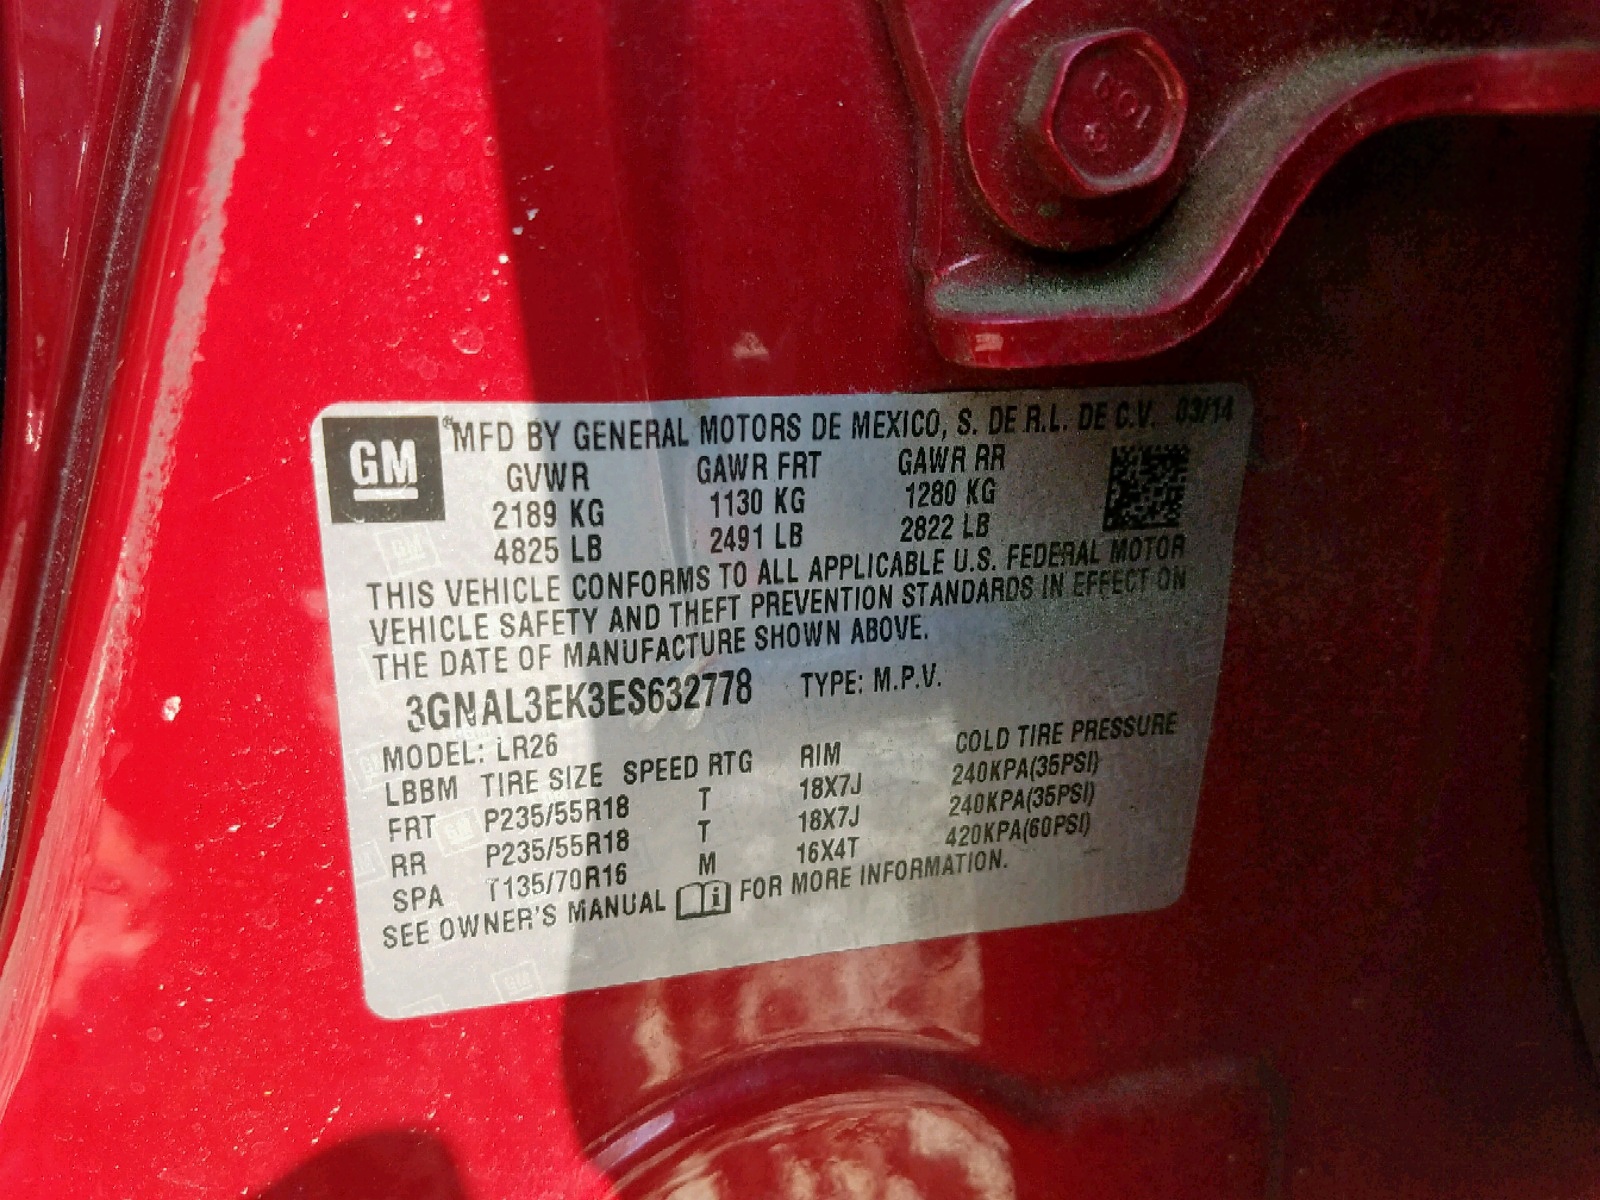 GM
MFD BY GENERAL MOTORS DE MEXICO, S. DE R.L. DE C.V. 03/14
GVWR GAWR FRT GAWR RR
2189 KG 1130 KG 1280 KG
4825 LB 2491 LB 2822 LB
THIS VEHICLE CONFORMS TO ALL APPLICABLE U.S. FEDERAL MOTOR
VEHICLE SAFETY AND THEFT PREVENTION STANDARDS IN EFFECT ON
THE DATE OF MANUFACTURE SHOWN ABOVE.
3GNAL3EK3ES632778 TYPE: M.P.V.
MODEL: LR26
LBBM TIRE SIZE SPEED RTG RIM COLD TIRE PRESSURE
FRT P235/55R18 T 18X7J 240KPA(35PSI)
RR P235/55R18 T 18X7J 240KPA(35PSI)
SPA T135/70R16 M 16X4T 420KPA(60PSI)
SEE OWNER'S MANUAL FOR MORE INFORMATION.